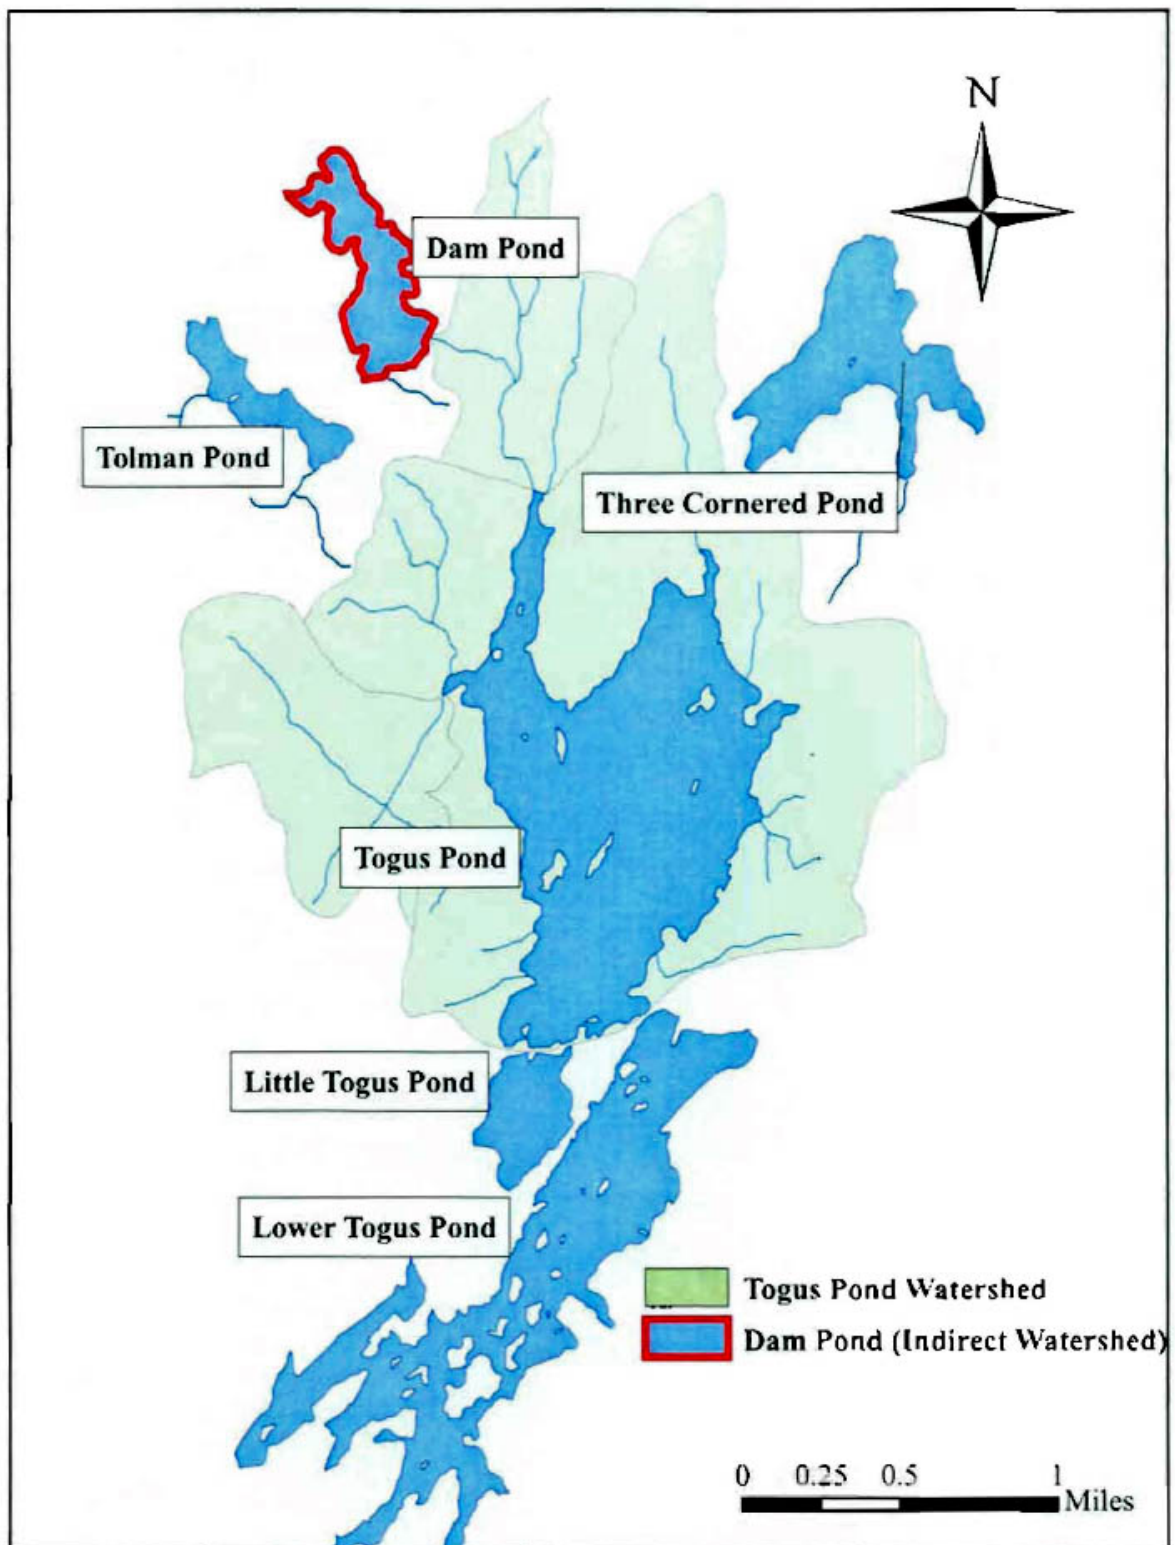 N
Dam Pond
Tolman Pond
Three Cornered Pond
Togus Pond
Little Togus Pond
Lower Togus Pond
Togus Pond Watershed
Dam Pond (Indirect Watershed)
0 0.25 0.5 1
Miles